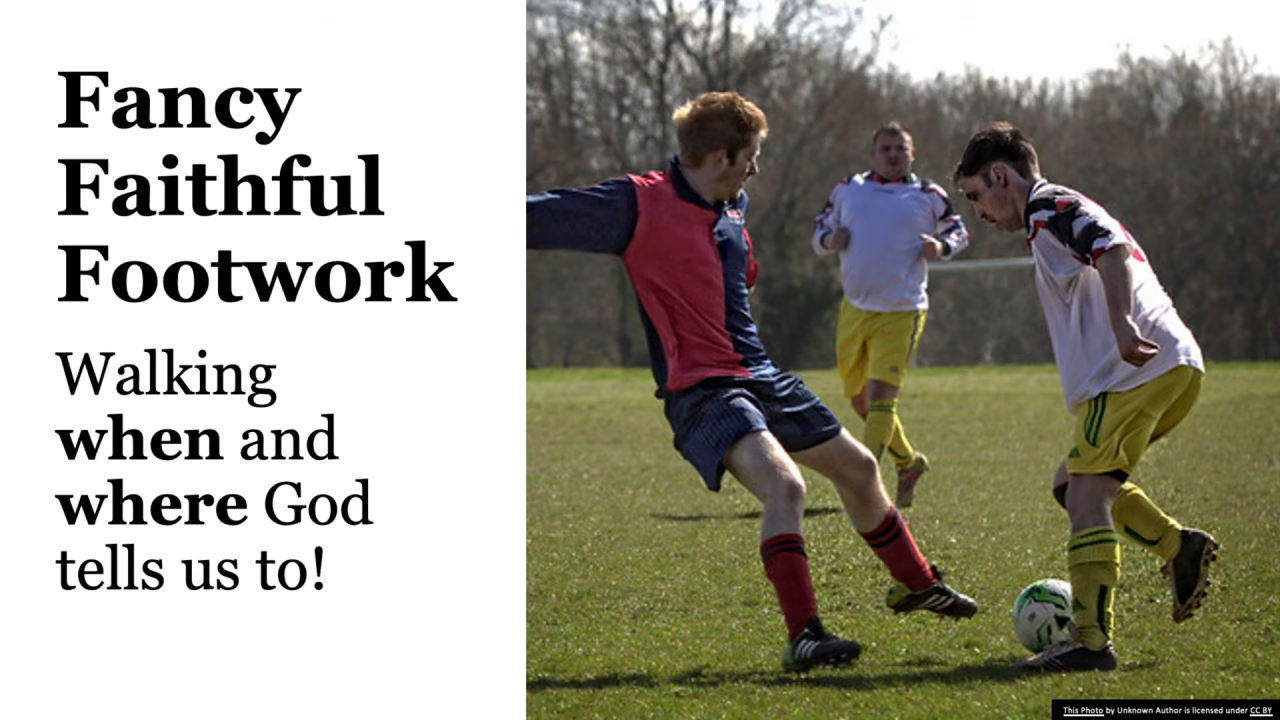 Fancy
Faithful
Footwork
Walking
when and
where God
tells us to!
This Photo by Unknown Author is licensed under CC BY